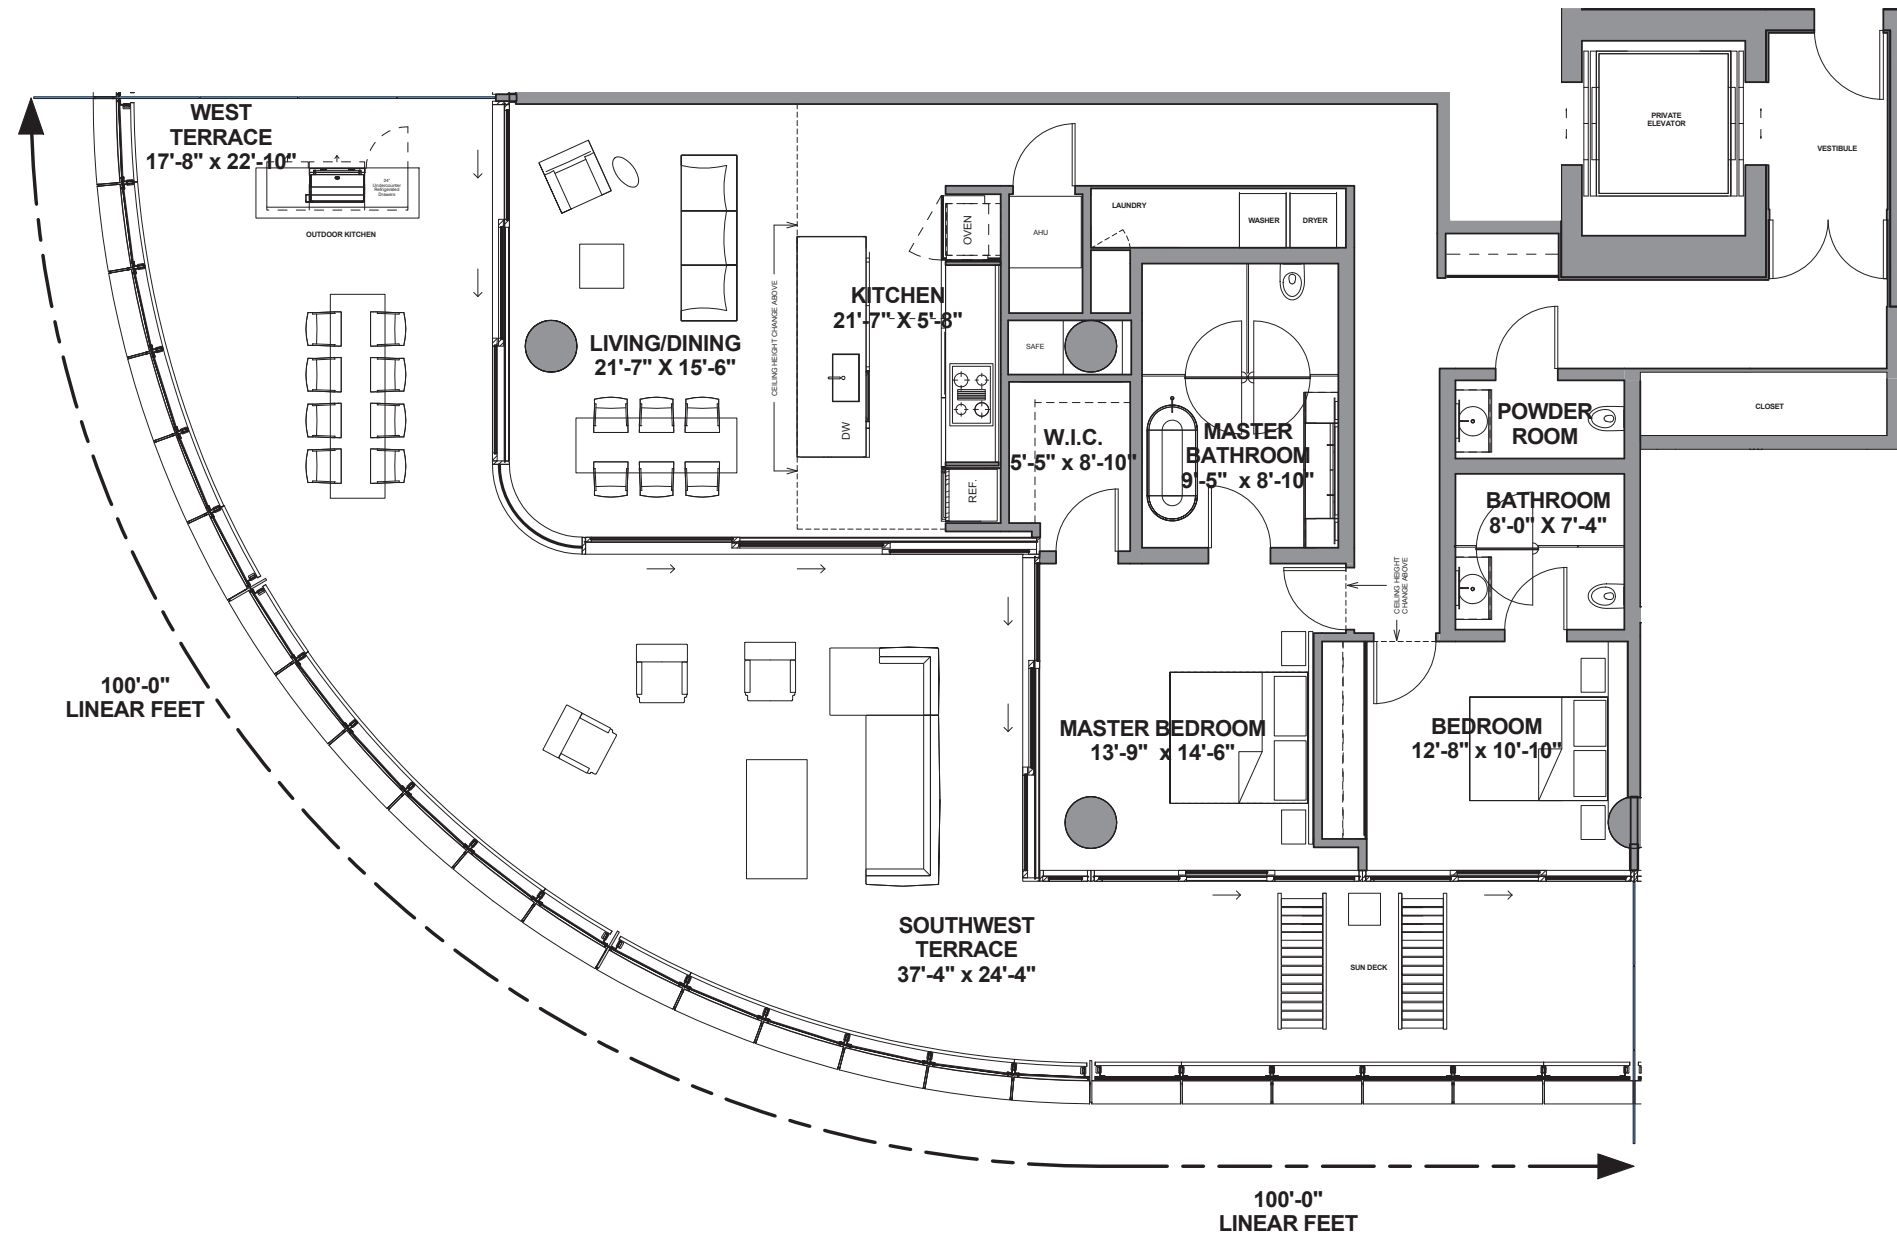 PRIVATE
ELEVATOR
VESTIBULE
WEST
TERRACE
17'-8" x 22'-10"
24"
Undercounter
Refrigerated
Drawers
OUTDOOR KITCHEN
LAUNDRY
WASHER
DRYER
AHU
OVEN
CEILING HEIGHT CHANGE ABOVE
KITCHEN
21'-7" X 5'-8"
LIVING/DINING
21'-7" X 15'-6"
SAFE
DW
REF.
W.I.C.
5'-5" x 8'-10"
MASTER
BATHROOM
9'-5" x 8'-10"
POWDER
ROOM
CLOSET
BATHROOM
8'-0" X 7'-4"
CEILING HEIGHT
CHANGE ABOVE
100'-0"
LINEAR FEET
MASTER BEDROOM
13'-9" x 14'-6"
BEDROOM
12'-8" x 10'-10"
SOUTHWEST
TERRACE
37'-4" x 24'-4"
SUN DECK
100'-0"
LINEAR FEET